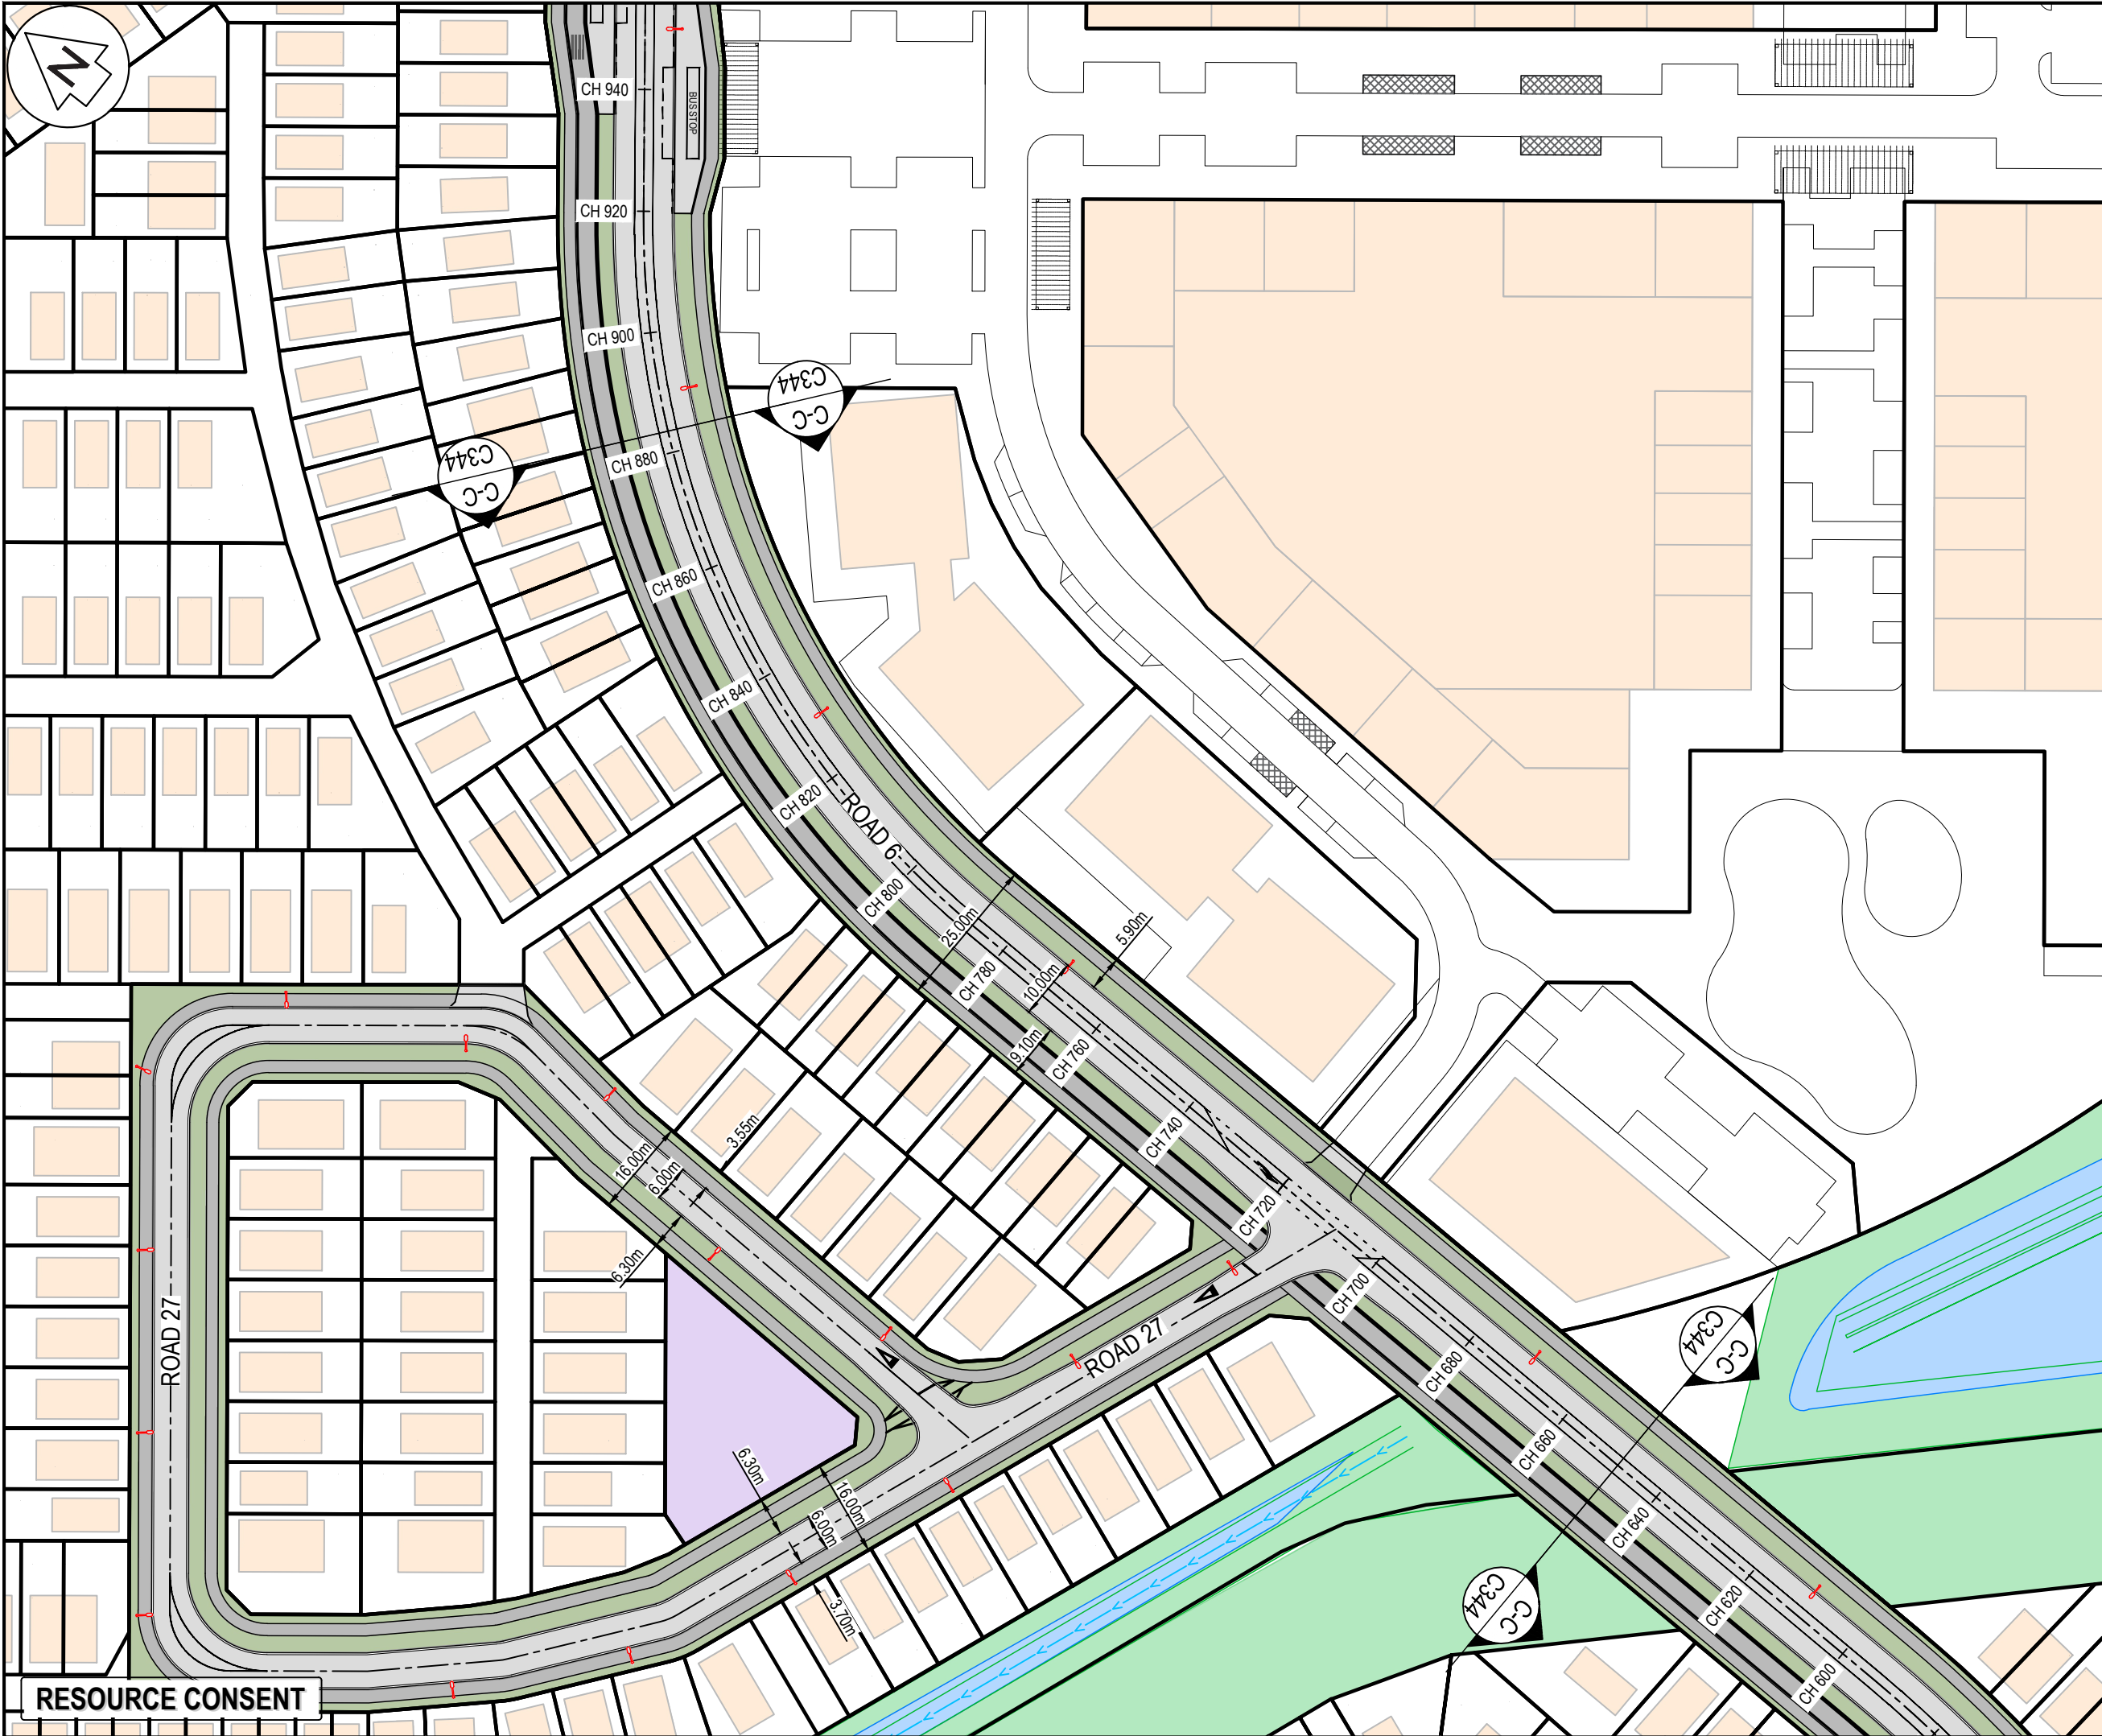 N
CH 940
BUS STOP
CH 920
CH 900
C344
C-C
C344
C-C
CH 880
CH 860
CH 840
CH 820
ROAD 6
CH 800
25.00m
5.90m
CH 780
10.00m
9.10m
CH 760
CH 740
3.55m
16.00m
6.00m
CH 720
6.30m
CH 700
ROAD 27
ROAD 27
CH 680
C344
C-C
CH 660
6.30m
16.00m
6.00m
CH 640
3.70m
C344
C-C
CH 620
CH 600
RESOURCE CONSENT